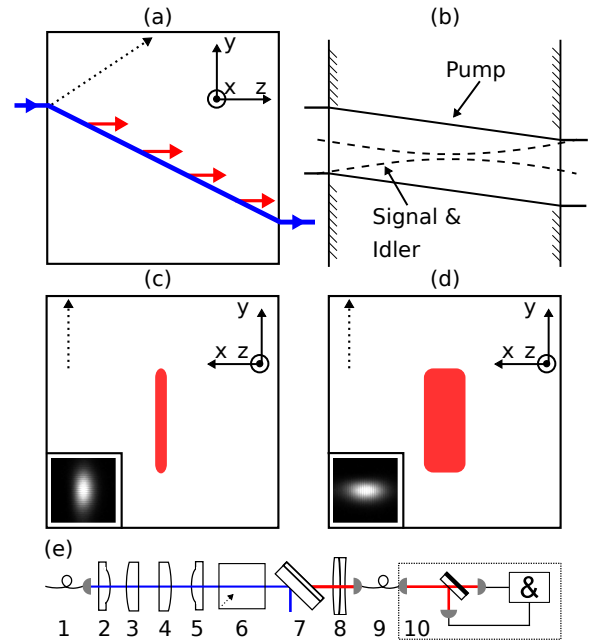 (a)
y
x z
(b)
Pump
Signal &
Idler
(c)
y
x z
(d)
y
x z
(e)
&
1 2 3 4 5 6 7 8 9 10